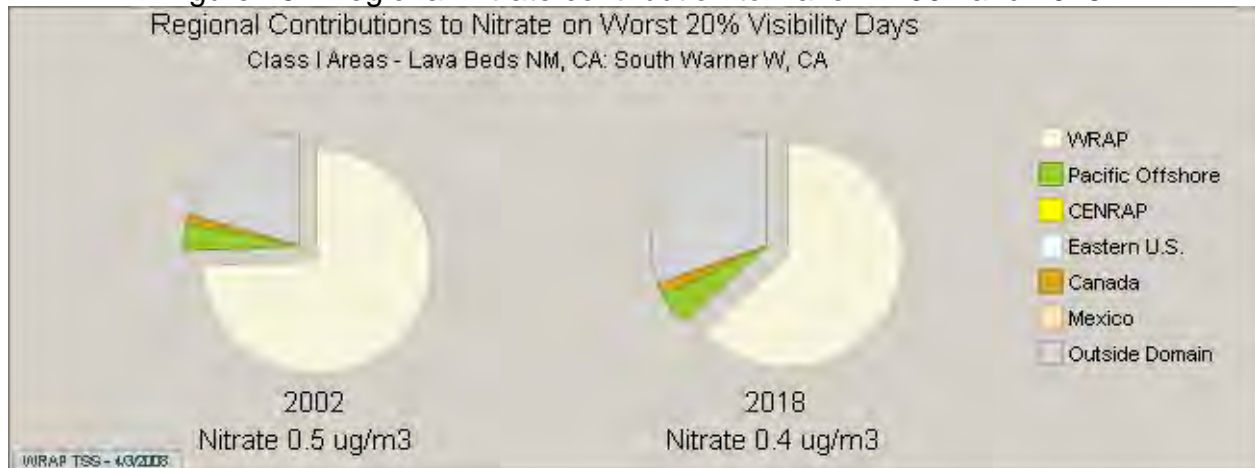 Regional Contributions to Nitrate on Worst 20% Visibility Days
Class I Areas - Lava Beds NM, CA: South Warner W, CA
WRAP
Pacific Offshore
CENRAP
Eastern U.S.
Canada
Mexico
Outside Domain
2002
Nitrate 0.5 ug/m3
2018
Nitrate 0.4 ug/m3
WRAP TSS - 4/3/2008